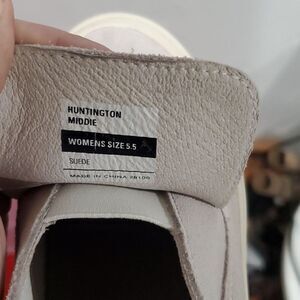 HUNTINGTON
MIDDIE
WOMENS SIZE 5.5
SUEDE
MADE IN CHINA